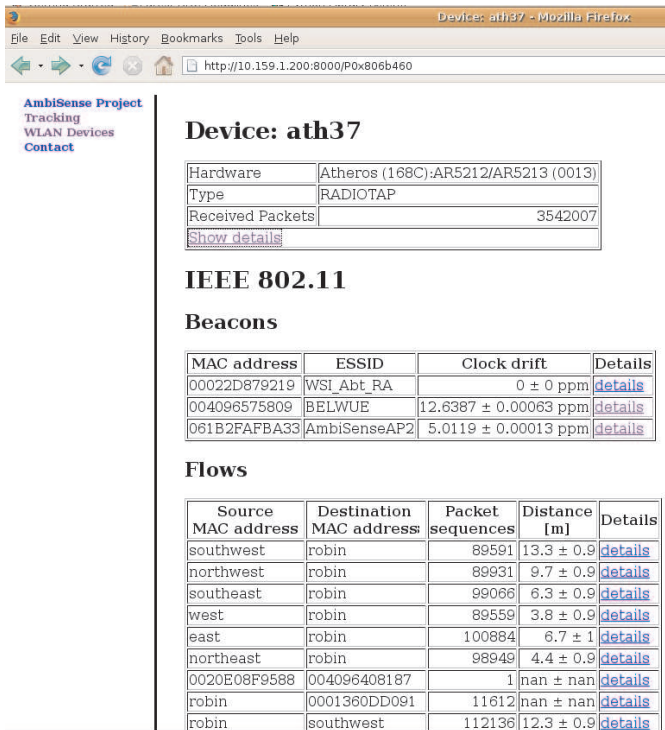 Device: ath37 - Mozilla Firefox
File Edit View History Bookmarks Tools Help
http://10.159.1.200:8000/P0x806b460
AmbiSense Project
Tracking
WLAN Devices
Contact
Device: ath37
Hardware Atheros (168C):AR5212/AR5213 (0013)
Type RADIOTAP
Received Packets 3542007
Show details
IEEE 802.11
Beacons
MAC address ESSID Clock drift Details
00022D879219 WSI_Abt_RA 0 ± 0 ppm details
004096575809 BELWUE 12.6387 ± 0.00063 ppm details
061B2FAFBA33 AmbiSenseAP2 5.0119 ± 0.00013 ppm details
Flows
Source MAC address Destination MAC address Packet sequences Distance [m] Details
southwest robin 89591 13.3 ± 0.9 details
northwest robin 89931 9.7 ± 0.9 details
southeast robin 99066 6.3 ± 0.9 details
west robin 89559 3.8 ± 0.9 details
east robin 100884 6.7 ± 1 details
northeast robin 98949 4.4 ± 0.9 details
0020E08F9588 004096408187 1 nan ± nan details
robin 0001360DD091 11612 nan ± nan details
robin southwest 112136 12.3 ± 0.9 details